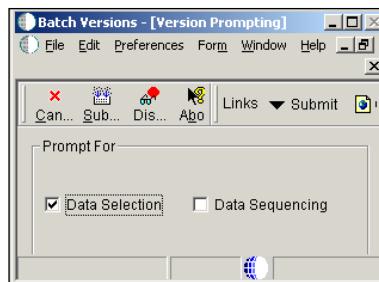 Batch Versions - [Version Prompting]
File Edit Preferences Form Window Help
Can... Sub... Dis... Abo Links Submit
Prompt For
Data Selection Data Sequencing